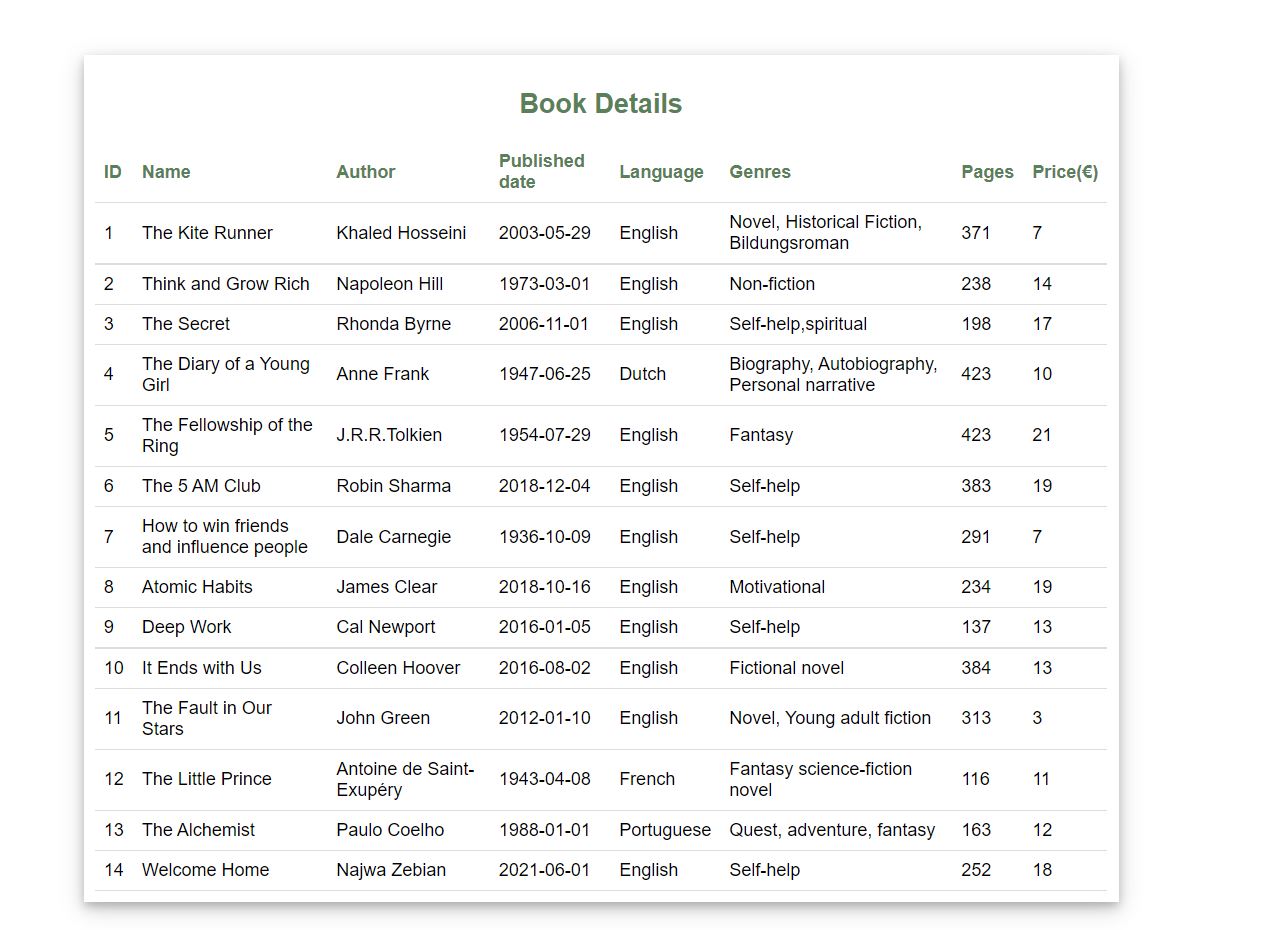 Book Details
ID Name Author Published date Language Genres Pages Price(€)
1 The Kite Runner Khaled Hosseini 2003-05-29 English Novel, Historical Fiction, Bildungsroman 371 7
2 Think and Grow Rich Napoleon Hill 1973-03-01 English Non-fiction 238 14
3 The Secret Rhonda Byrne 2006-11-01 English Self-help,spiritual 198 17
4 The Diary of a Young Girl Anne Frank 1947-06-25 Dutch Biography, Autobiography, Personal narrative 423 10
5 The Fellowship of the Ring J.R.R.Tolkien 1954-07-29 English Fantasy 423 21
6 The 5 AM Club Robin Sharma 2018-12-04 English Self-help 383 19
7 How to win friends and influence people Dale Carnegie 1936-10-09 English Self-help 291 7
8 Atomic Habits James Clear 2018-10-16 English Motivational 234 19
9 Deep Work Cal Newport 2016-01-05 English Self-help 137 13
10 It Ends with Us Colleen Hoover 2016-08-02 English Fictional novel 384 13
11 The Fault in Our Stars John Green 2012-01-10 English Novel, Young adult fiction 313 3
12 The Little Prince Antoine de Saint-Exupéry 1943-04-08 French Fantasy science-fiction novel 116 11
13 The Alchemist Paulo Coelho 1988-01-01 Portuguese Quest, adventure, fantasy 163 12
14 Welcome Home Najwa Zebian 2021-06-01 English Self-help 252 18